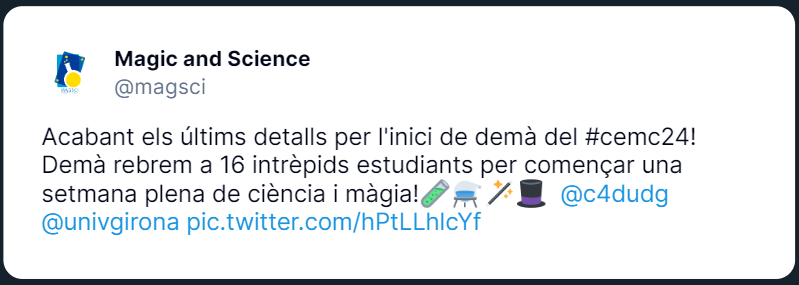 Magic and Science
@magsci
Acabant els últims detalls per l'inici de demà del #cemc24!
Demà rebrem a 16 intrèpids estudiants per començar una
setmana plena de ciència i màgia!🧪⚗️🪄🎩 @c4dudg
@univgirona pic.twitter.com/hPtLLhlcYf